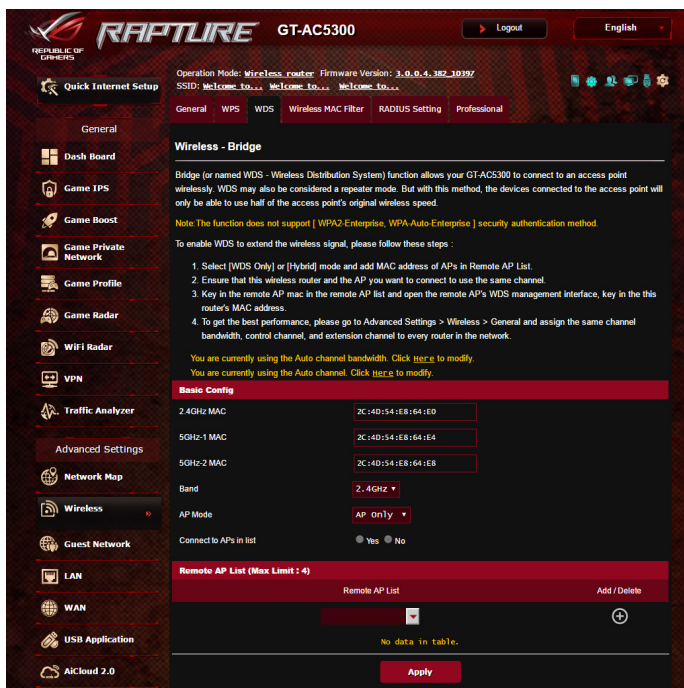 REPUBLIC OF
GAMERS
RAPTURE
GT-AC5300
Logout
English
Operation Mode: Wireless router Firmware Version: 3.0.0.4.382_10397
SSID: Welcome to... Welcome to... Welcome to...
Quick Internet Setup
General
Dash Board
Game IPS
Game Boost
Game Private
Network
Game Profile
Game Radar
WiFi Radar
VPN
Traffic Analyzer
Advanced Settings
Network Map
Wireless
Guest Network
LAN
WAN
USB Application
AiCloud 2.0
General WPS WDS Wireless MAC Filter RADIUS Setting Professional
Wireless - Bridge
Bridge (or named WDS - Wireless Distribution System) function allows your GT-AC5300 to connect to an access point
wirelessly. WDS may also be considered a repeater mode. But with this method, the devices connected to the access point will
only be able to use half of the access point's original wireless speed.
Note:The function does not support [ WPA2-Enterprise, WPA-Auto-Enterprise ] security authentication method.
To enable WDS to extend the wireless signal, please follow these steps :
1. Select [WDS Only] or [Hybrid] mode and add MAC address of APs in Remote AP List.
2. Ensure that this wireless router and the AP you want to connect to use the same channel.
3. Key in the remote AP mac in the remote AP list and open the remote AP's WDS management interface, key in the this
router's MAC address.
4. To get the best performance, please go to Advanced Settings > Wireless > General and assign the same channel
bandwidth, control channel, and extension channel to every router in the network.
You are currently using the Auto channel bandwidth. Click Here to modify.
You are currently using the Auto channel. Click Here to modify.
Basic Config
2.4GHz MAC 2C:4D:54:E8:64:E0
5GHz-1 MAC 2C:4D:54:E8:64:E4
5GHz-2 MAC 2C:4D:54:E8:64:E8
Band 2.4GHz
AP Mode AP Only
Connect to APs in list Yes No
Remote AP List (Max Limit : 4)
Remote AP List Add / Delete
No data in table.
Apply